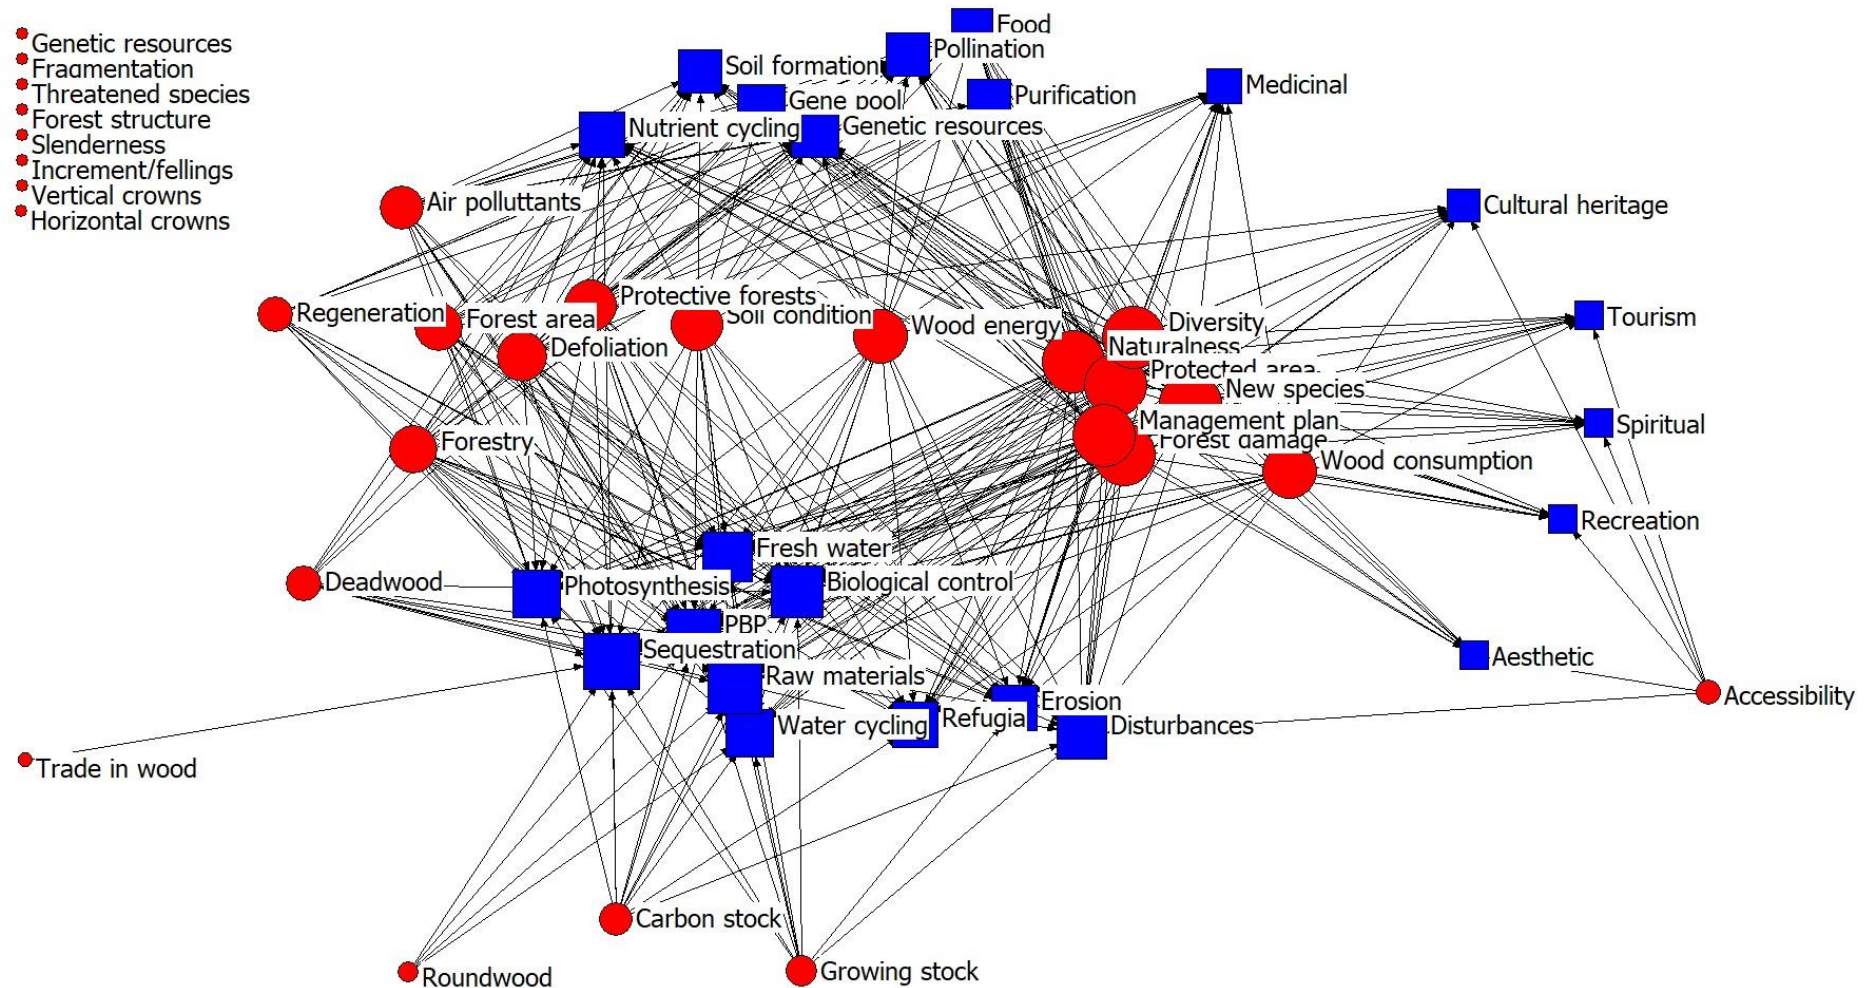 Food
Genetic resources
Pollination
Fragmentation
Soil formation
Medicinal
Threatened species
Gene pool
Purification
Forest structure
Nutrient cycling
Genetic resources
Slenderness
Increment/fellings
Vertical crowns
Air polluttants
Cultural heritage
Horizontal crowns
Protective forests
Regeneration
Forest area
Soil condition
Wood energy
Diversity
Tourism
Defoliation
Naturalness
Protected area
New species
Management plan
Spiritual
Forestry
Forest damage
Wood consumption
Recreation
Fresh water
Deadwood
Photosynthesis
Biological control
PBP
Sequestration
Aesthetic
Raw materials
Erosion
Accessibility
Water cycling
Refugia
Disturbances
Trade in wood
Carbon stock
Roundwood
Growing stock